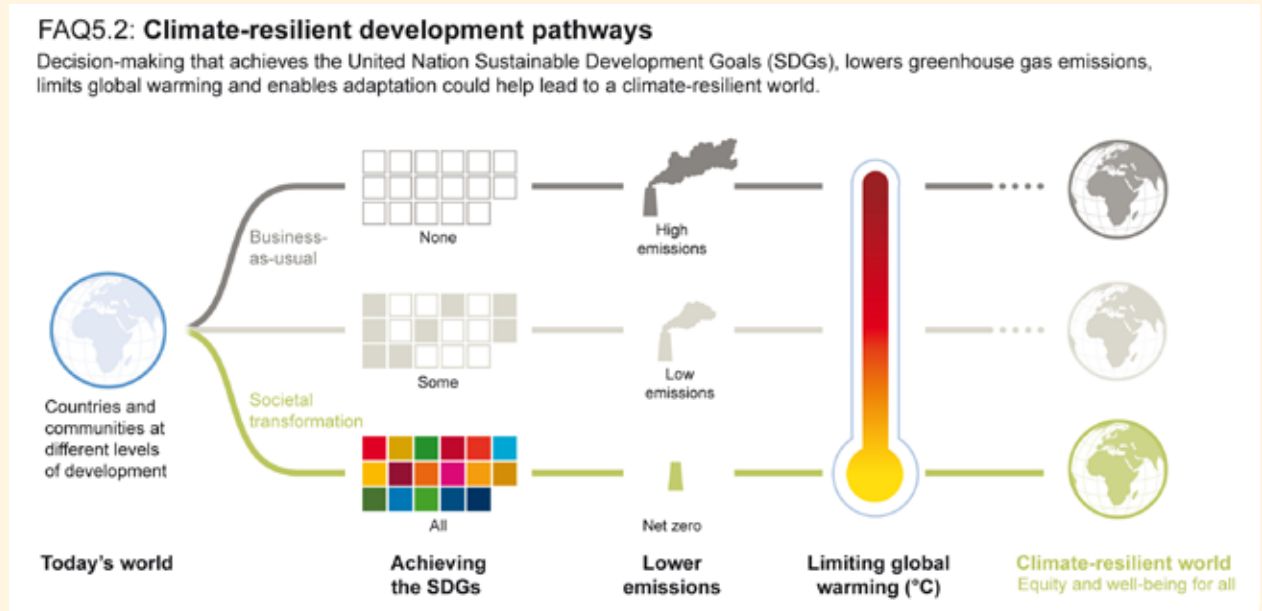 FAQ5.2: Climate-resilient development pathways
Decision-making that achieves the United Nation Sustainable Development Goals (SDGs), lowers greenhouse gas emissions,
limits global warming and enables adaptation could help lead to a climate-resilient world.
Business-
as-usual
None
High
emissions
Some
Low
emissions
Countries and
communities at
different levels
of development
Societal
transformation
All
Net zero
Today's world
Achieving
the SDGs
Lower
emissions
Limiting global
warming (°C)
Climate-resilient world
Equity and well-being for all